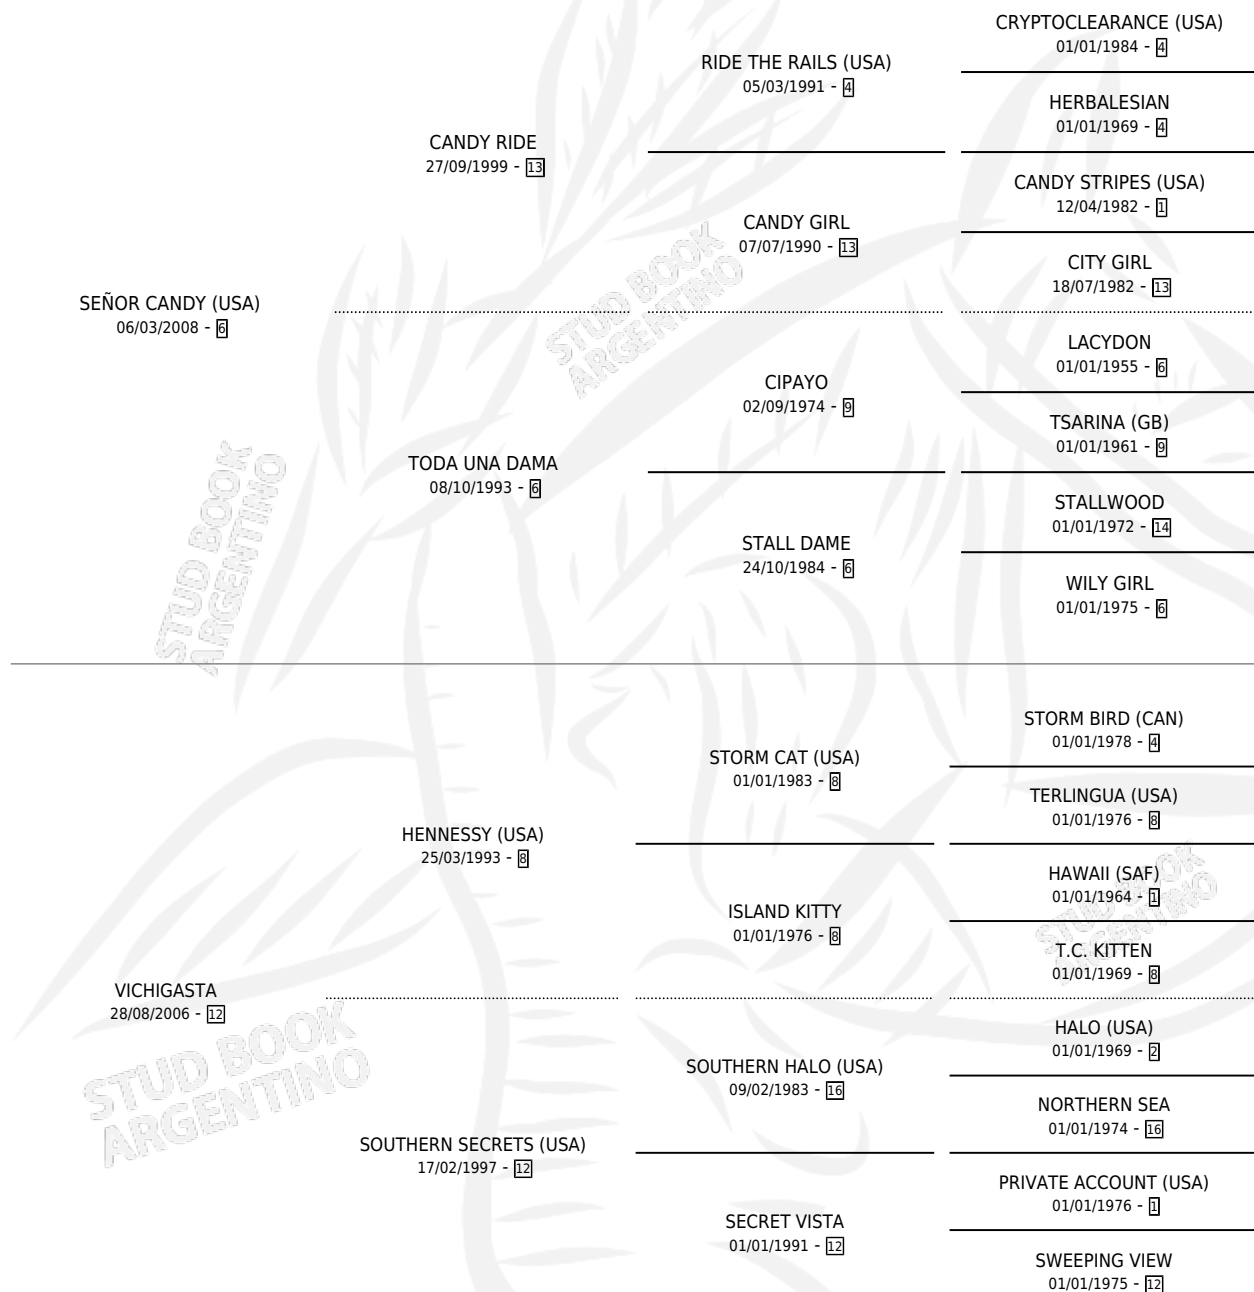 CRYPTOCLEARANCE (USA)
01/01/1984 - 4
RIDE THE RAILS (USA)
05/03/1991 - 4
HERBALESIAN
01/01/1969 - 4
CANDY RIDE
27/09/1999 - 13
CANDY STRIPES (USA)
12/04/1982 - 1
CANDY GIRL
07/07/1990 - 13
CITY GIRL
18/07/1982 - 13
SEÑOR CANDY (USA)
06/03/2008 - 6
LACYDON
01/01/1955 - 6
CIPAYO
02/09/1974 - 9
TSARINA (GB)
01/01/1961 - 9
TODA UNA DAMA
08/10/1993 - 6
STALLWOOD
01/01/1972 - 14
STALL DAME
24/10/1984 - 6
WILY GIRL
01/01/1975 - 6
STORM BIRD (CAN)
01/01/1978 - 4
STORM CAT (USA)
01/01/1983 - 8
TERLINGUA (USA)
01/01/1976 - 8
HENNESSY (USA)
25/03/1993 - 8
HAWAII (SAF)
01/01/1964 - 1
ISLAND KITTY
01/01/1976 - 8
T.C. KITTEN
01/01/1969 - 8
VICHIGASTA
28/08/2006 - 12
HALO (USA)
01/01/1969 - 2
SOUTHERN HALO (USA)
09/02/1983 - 16
NORTHERN SEA
01/01/1974 - 16
SOUTHERN SECRETS (USA)
17/02/1997 - 12
PRIVATE ACCOUNT (USA)
01/01/1976 - 1
SECRET VISTA
01/01/1991 - 12
SWEEPING VIEW
01/01/1975 - 12
STUD BOOK
ARGENTINO
STUD BOOK
ARGENTINO
STUD BOOK
ARGENTINO
STUD BOOK
ARGENTINO